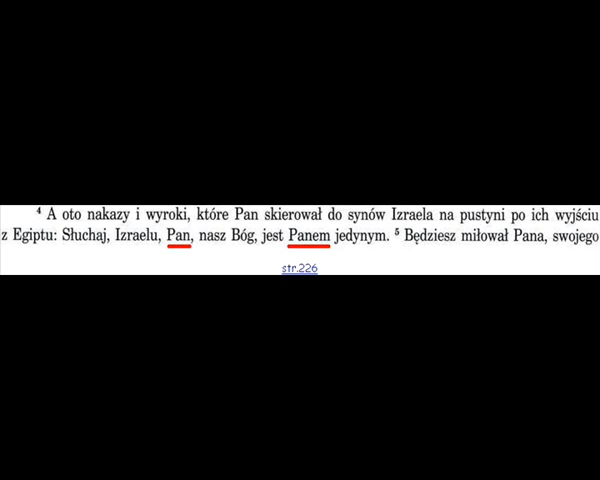 ⁴ A oto nakazy i wyroki, które Pan skierował do synów Izraela na pustyni po ich wyjściu
z Egiptu: Słuchaj, Izraelu, Pan, nasz Bóg, jest Panem jedynym. ⁵ Będziesz miłował Pana, swojego
str.226